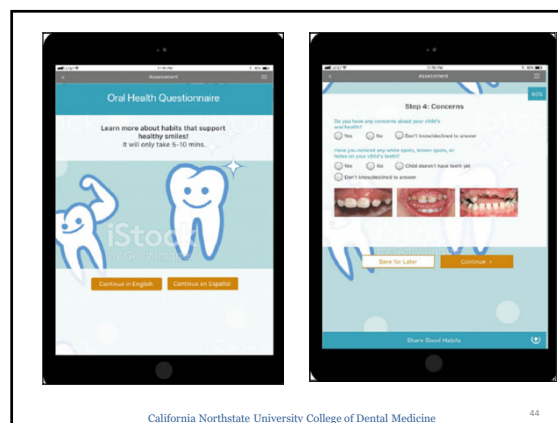 Assessment
Oral Health Questionnaire
Learn more about habits that support
healthy smiles!
It will only take 5-10 mins.
iStock
by Getty Images
Continue in English
Continue en Español
Assessment
60%
Step 4: Concerns
Do you have any concerns about your child's
oral health?
Yes No Don't know/declined to answer
Have you noticed any white spots, brown spots, or
holes on your child's teeth?
Yes No Child doesn't have teeth yet
Don't know/declined to answer
Save for Later
Continue >
Share Good Habits
California Northstate University College of Dental Medicine
44